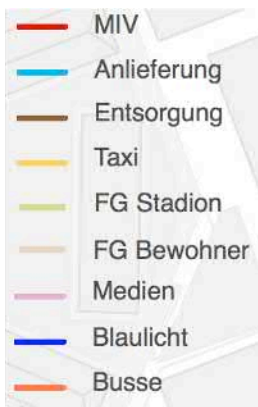 MIV
Anlieferung
Entsorgung
Taxi
FG Stadion
FG Bewohner
Medien
Blaulicht
Busse